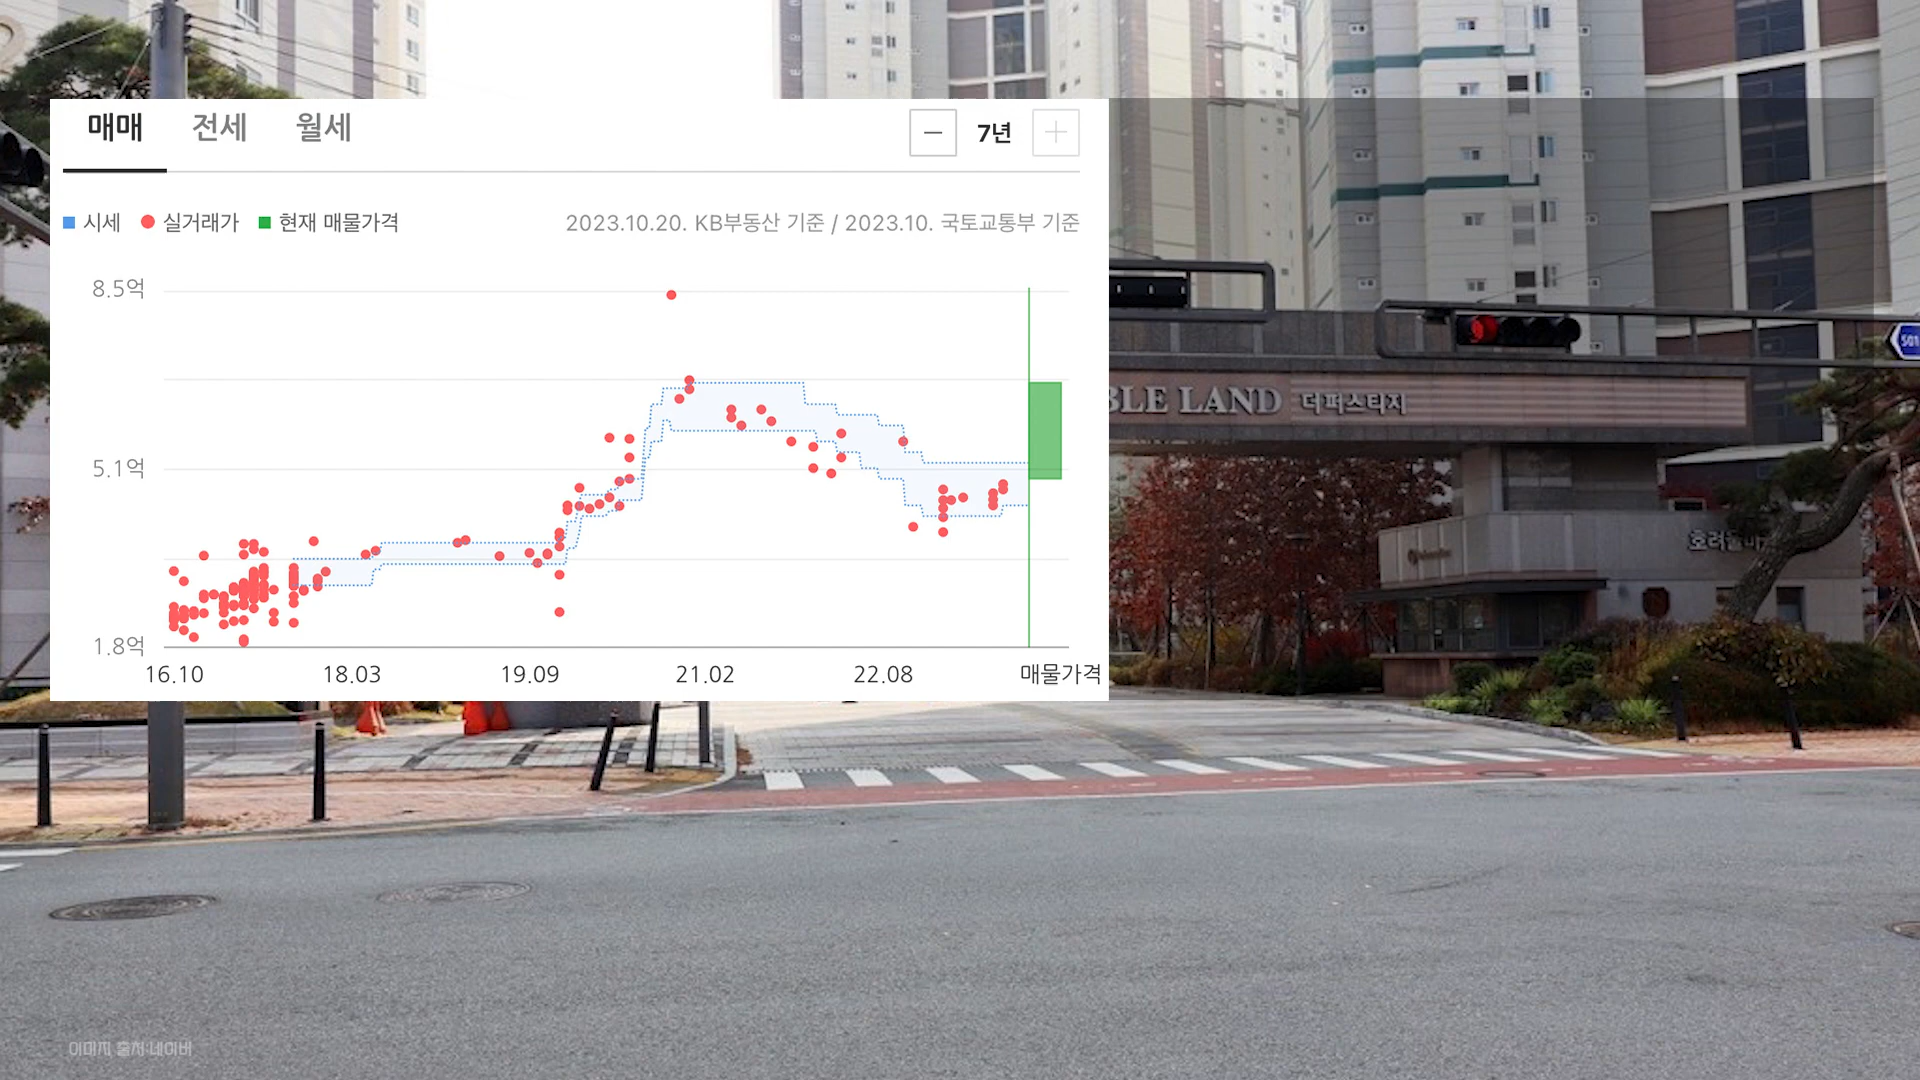 매매 전세 월세
7년
시세 실거래가 현재 매물가격
2023.10.20. KB부동산 기준 / 2023.10. 국토교통부 기준
8.5억
5.1억
1.8억
16.10 18.03 19.09 21.02 22.08 매물가격
BLE LAND 더퍼스티지
501
이미지 출처:네이버